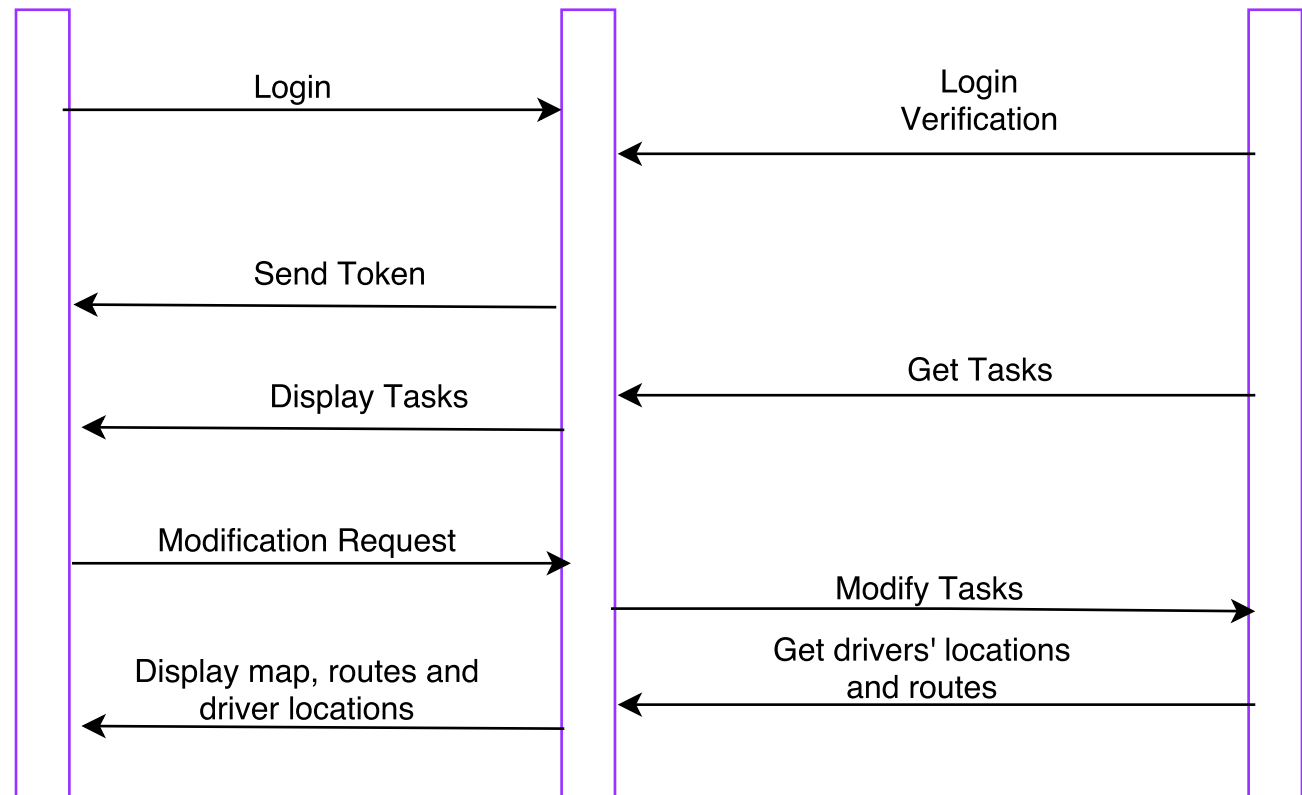 Login
Login
Verification
Send Token
Get Tasks
Display Tasks
Modification Request
Modify Tasks
Get drivers' locations
and routes
Display map, routes and
driver locations